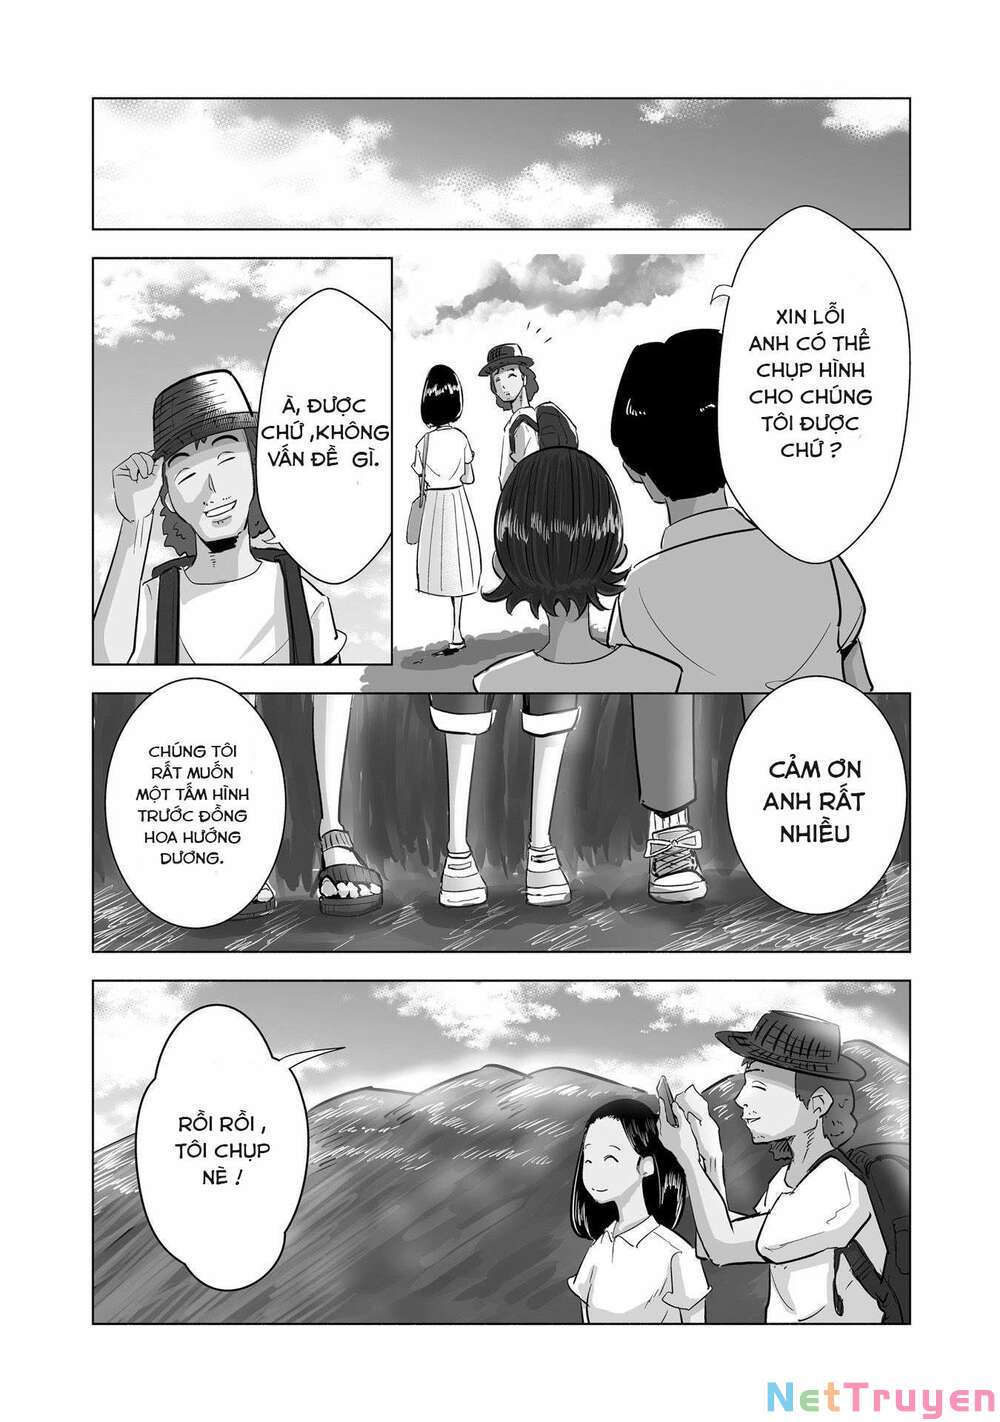 XIN LỖI
ANH CÓ THỂ
CHỤP HÌNH
CHO CHÚNG
TÔI ĐƯỢC
CHỨ ?
À, ĐƯỢC
CHỨ ,KHÔNG
VẤN ĐỀ GÌ.
CẢM ƠN
ANH RẤT
NHIỀU
CHÚNG TÔI
RẤT MUỐN
MỘT TẤM HÌNH
TRƯỚC ĐỒNG
HOA HƯỚNG
DƯƠNG.
RỒI RỒI ,
TÔI CHỤP
NÈ !
NetTruyen